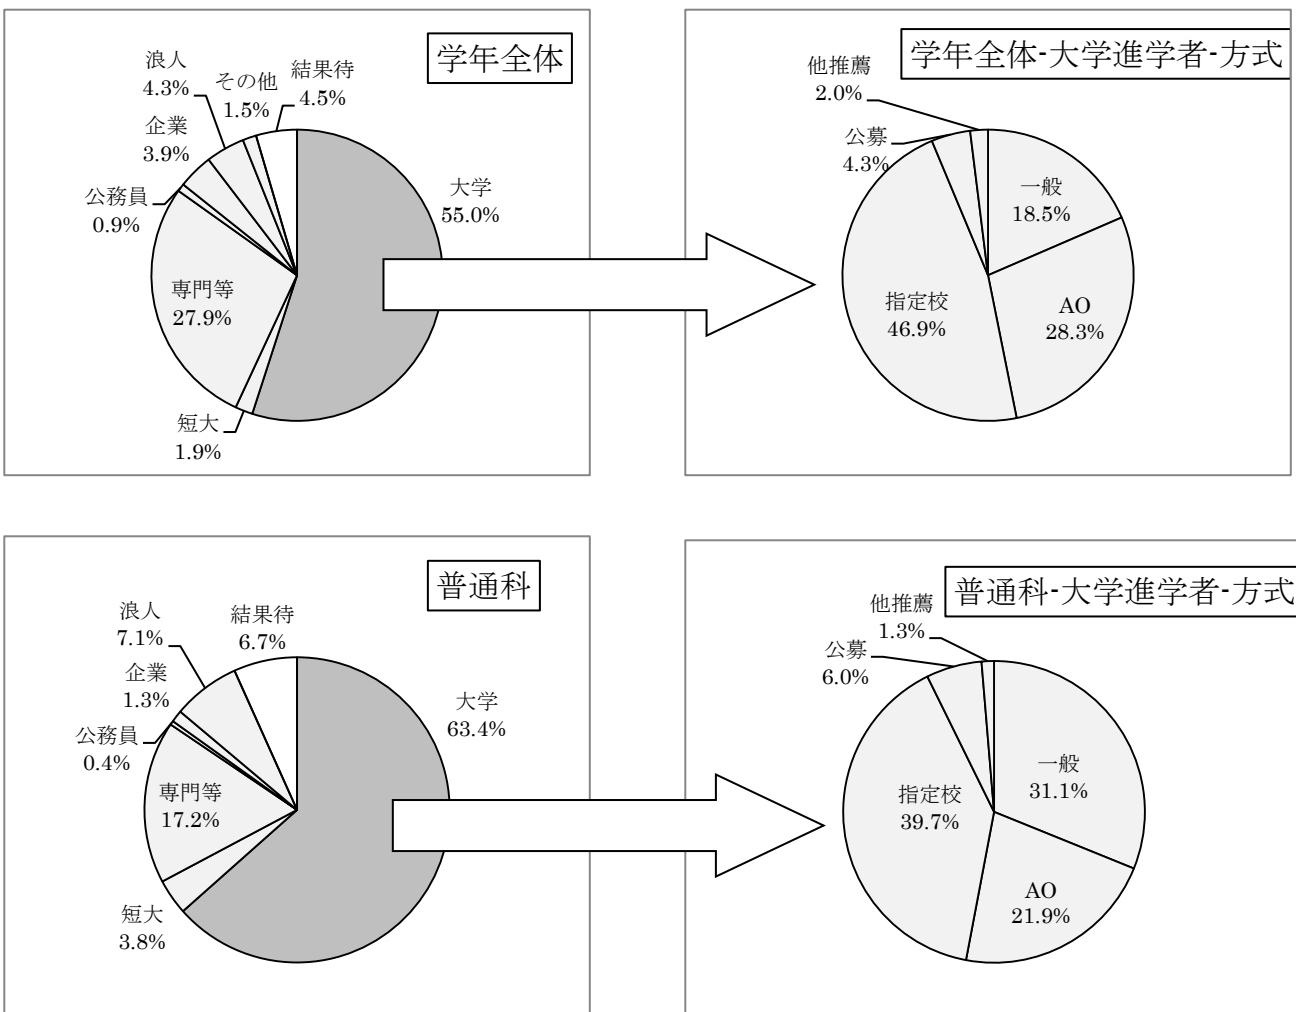 学年全体
浪人
4.3%
その他
1.5%
結果待
4.5%
企業
3.9%
公務員
0.9%
大学
55.0%
専門等
27.9%
短大
1.9%
学年全体-大学進学者-方式
他推薦
2.0%
公募
4.3%
一般
18.5%
指定校
46.9%
AO
28.3%
普通科
浪人
7.1%
結果待
6.7%
企業
1.3%
公務員
0.4%
大学
63.4%
専門等
17.2%
短大
3.8%
普通科-大学進学者-方式
他推薦
1.3%
公募
6.0%
一般
31.1%
指定校
39.7%
AO
21.9%